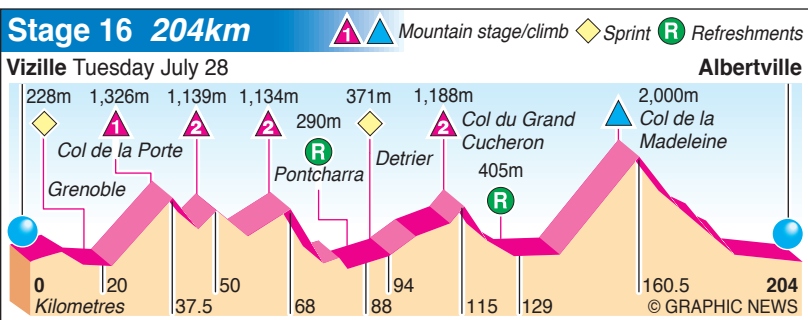 Stage 16 204km
1 Mountain stage/climb Sprint R Refreshments
Vizille Tuesday July 28
Albertville
228m 1,326m 1,139m 1,134m 371m 1,188m 2,000m
1 2 2 2
290m
R
Col de la Porte
Grenoble
Pontcharra
Detrier
Col du Grand
Cucheron
405m
R
Col de la
Madeleine
0 20 50 94 160.5 204
Kilometres 37.5 68 88 115 129 © GRAPHIC NEWS